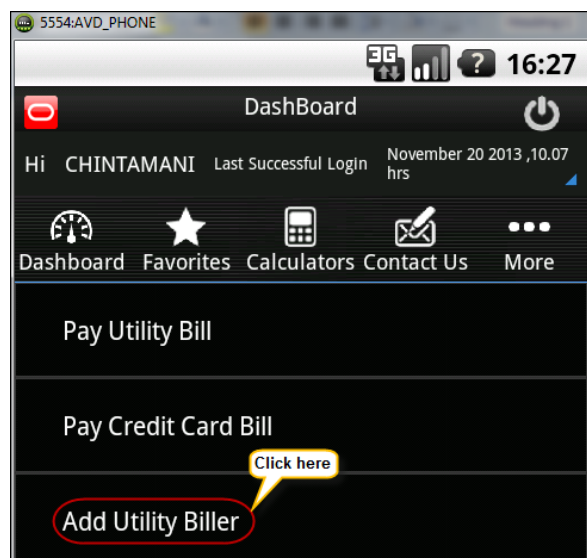 5554:AVD_PHONE
3G ? 16:27
DashBoard
Hi CHINTAMANI Last Successful Login November 20 2013 ,10.07
hrs
Dashboard Favorites Calculators Contact Us More
Pay Utility Bill
Pay Credit Card Bill
Click here
Add Utility Biller